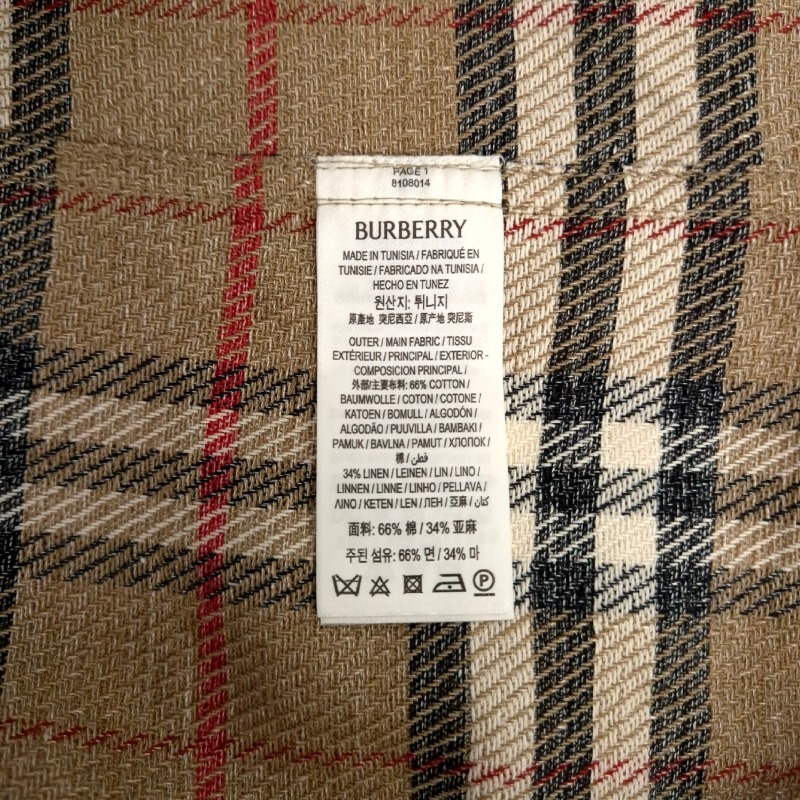 PAGE 1
8108014
BURBERRY
MADE IN TUNISIA / FABRIQUÉ EN
TUNISIE / FABRICADO NA TUNISIA /
HECHO EN TUNEZ
원산지: 튀니지
原產地 突尼西亞 / 原产地 突尼斯
OUTER / MAIN FABRIC / TISSU
EXTÉRIEUR / PRINCIPAL / EXTERIOR -
COMPOSICION PRINCIPAL /
外部/主要布料: 66% COTTON /
BAUMWOLLE / COTON / COTONE /
KATOEN / BOMULL / ALGODÓN /
ALGODÃO / PUUVILLA / BAMBAKI /
PAMUK / BAVLNA / PAMUT / ХЛОПОК /
棉 / قطن
34% LINEN / LEINEN / LIN / LINO /
LINNEN / LINNE / LINHO / PELLAVA /
ΛΙΝΟ / KETEN / LEN / ЛЕН / 亞麻 / كتان
面料: 66% 棉 / 34% 亚麻
주된 섬유: 66% 면 / 34% 마
P